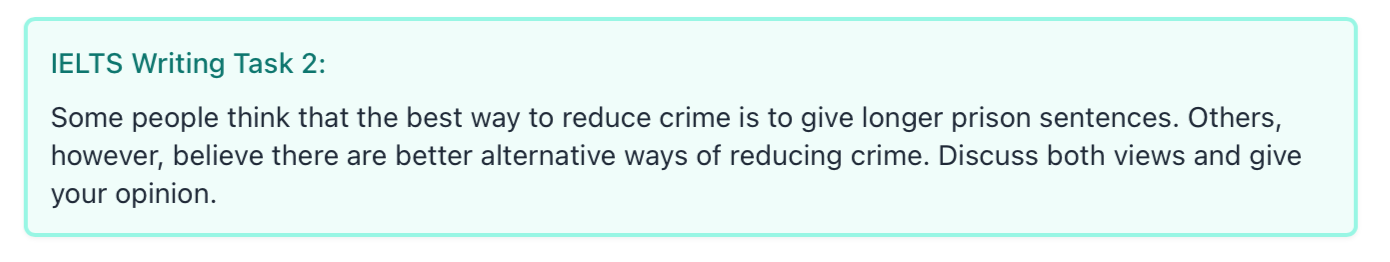 IELTS Writing Task 2:
Some people think that the best way to reduce crime is to give longer prison sentences. Others,
however, believe there are better alternative ways of reducing crime. Discuss both views and give
your opinion.